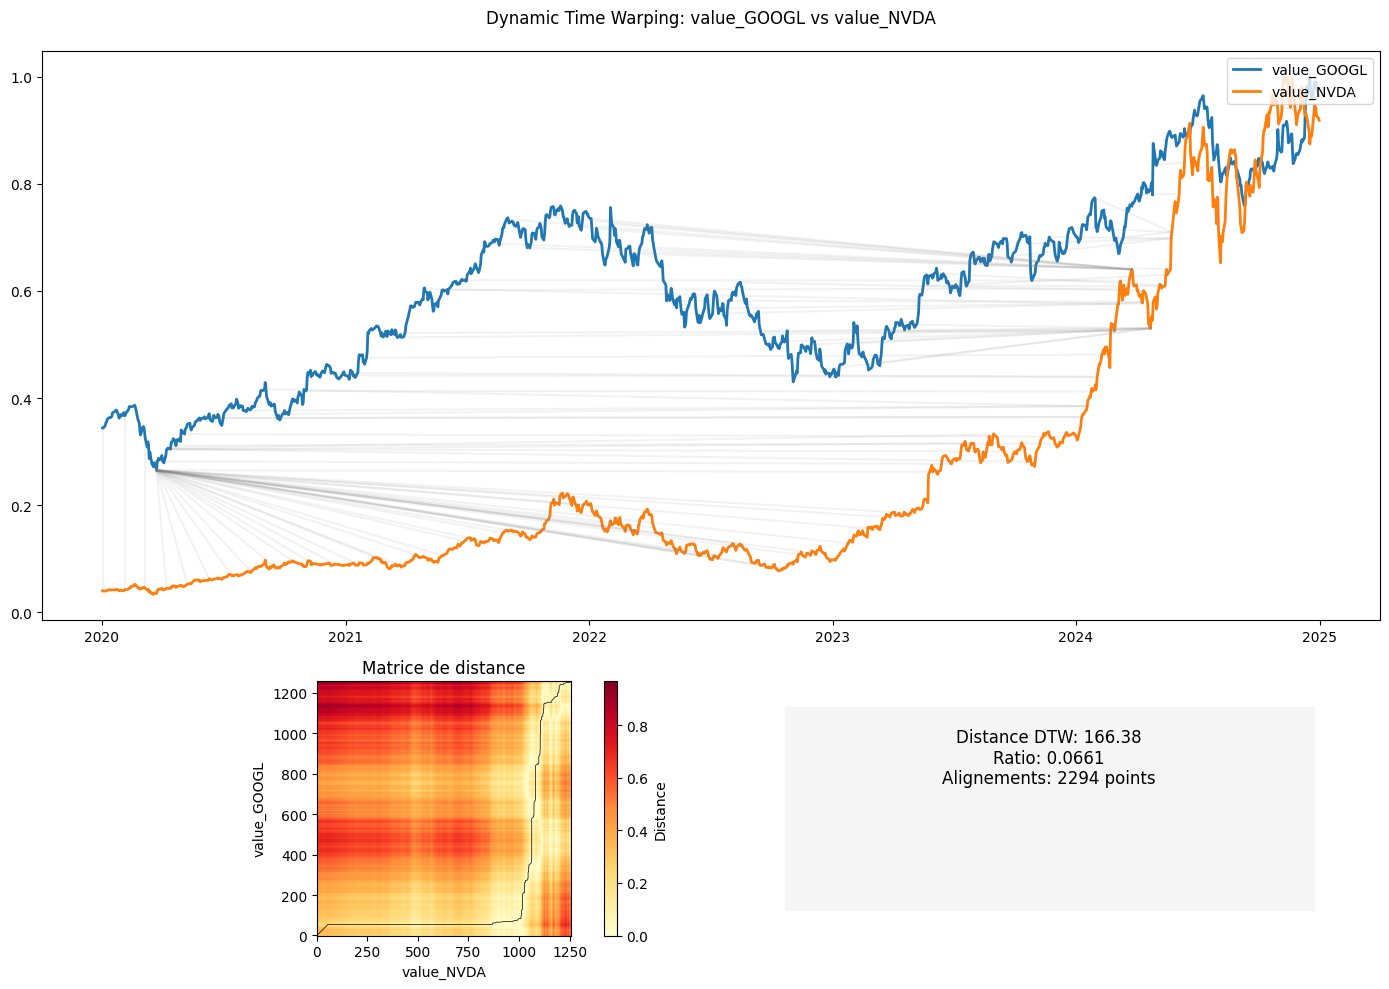 Dynamic Time Warping: value_GOOGL vs value_NVDA
value_GOOGL
value_NVDA
1.0
0.8
0.6
0.4
0.2
0.0
2020 2021 2022 2023 2024 2025
Matrice de distance
value_GOOGL
1200
1000
800
600
400
200
0
0 250 500 750 1000 1250
value_NVDA
0.8
0.6
0.4
0.2
0.0
Distance
Distance DTW: 166.38
Ratio: 0.0661
Alignements: 2294 points